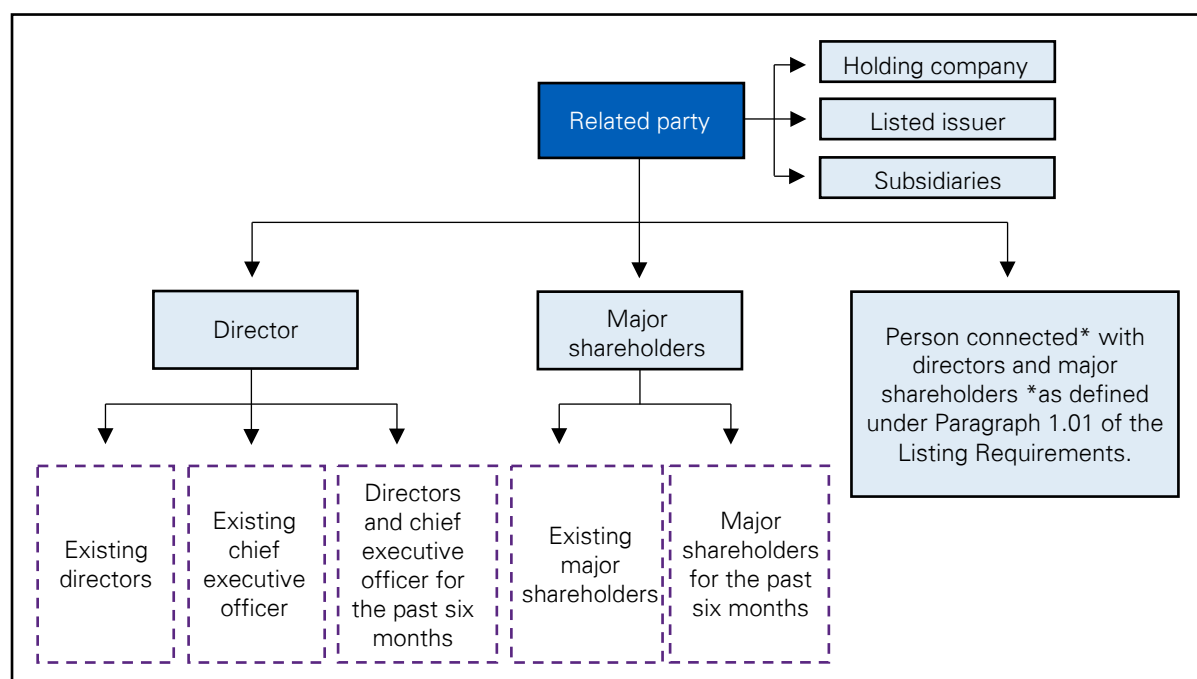 Holding company
Related party
Listed issuer
Subsidiaries
Director
Major
shareholders
Person connected* with
directors and major
shareholders *as defined
under Paragraph 1.01 of the
Listing Requirements.
Existing
directors
Existing
chief
executive
officer
Directors
and chief
executive
officer for
the past six
months
Existing
major
shareholders
Major
shareholders
for the past
six months